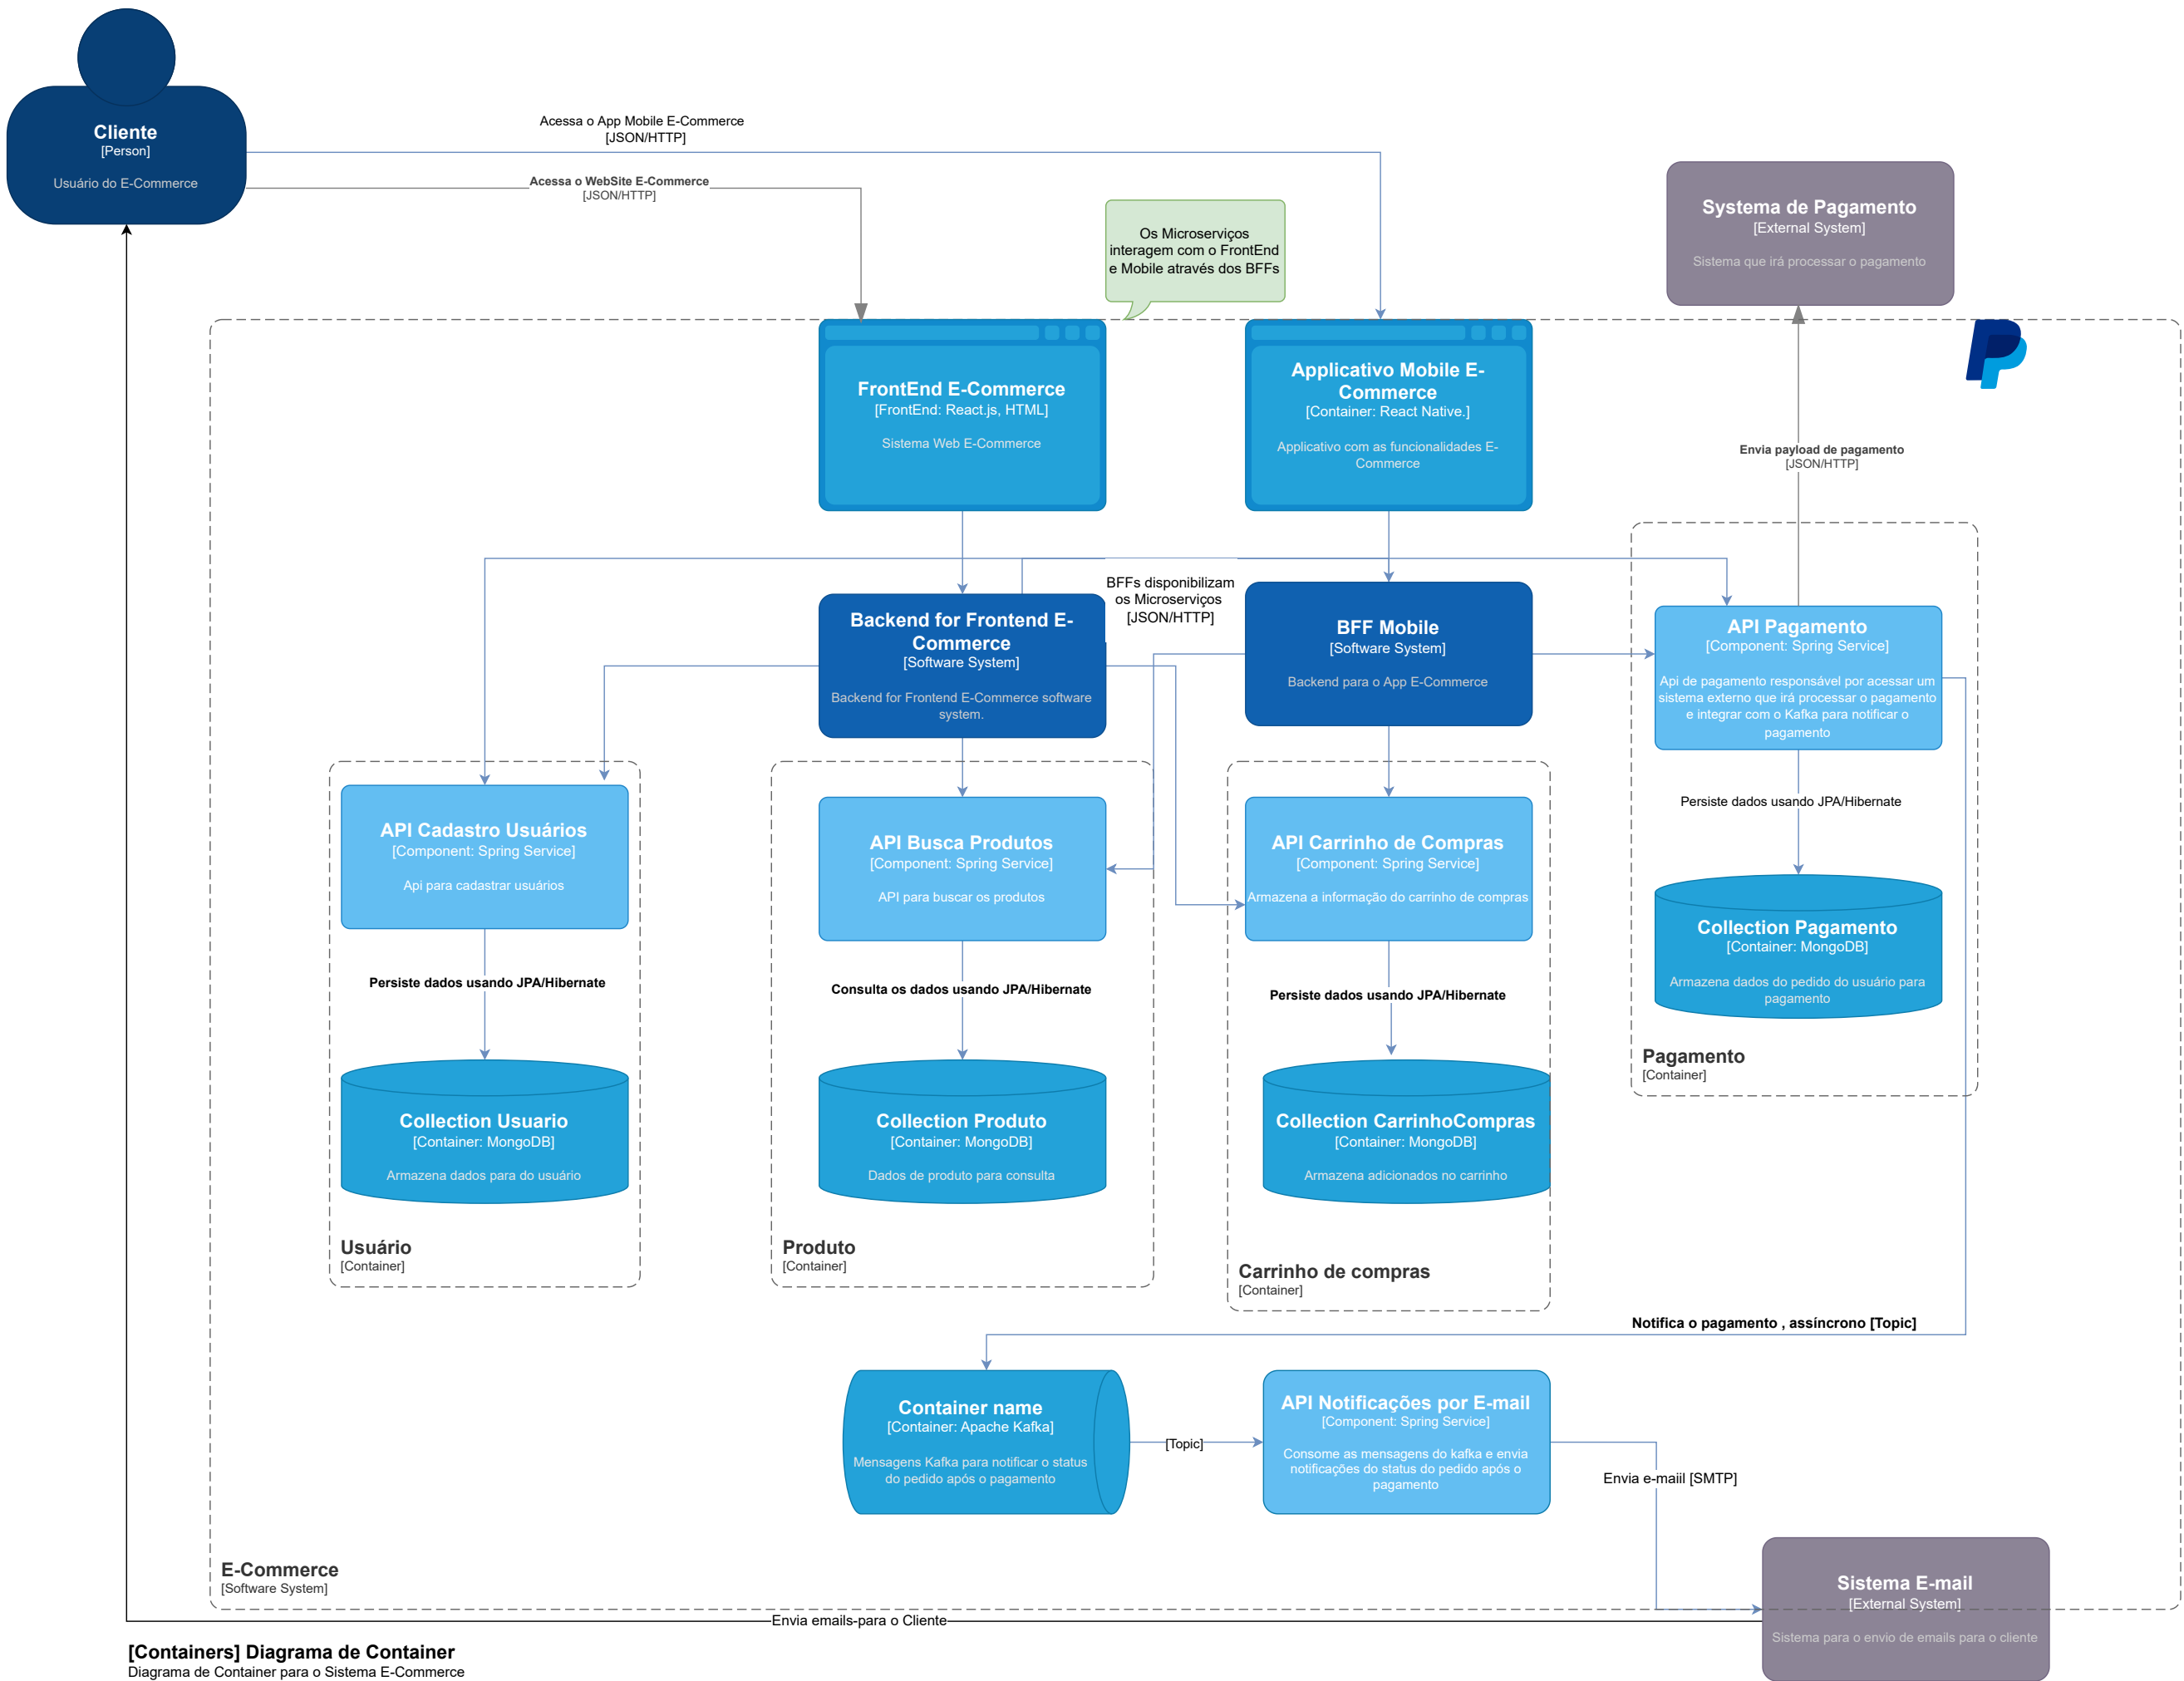 Cliente
[Person]
Usuário do E-Commerce
Acessa o App Mobile E-Commerce
[JSON/HTTP]
Acessa o WebSite E-Commerce
[JSON/HTTP]
Os Microserviços
interagem com o FrontEnd
e Mobile através dos BFFs
Systema de Pagamento
[External System]
Sistema que irá processar o pagamento
FrontEnd E-Commerce
[FrontEnd: React.js, HTML]
Sistema Web E-Commerce
Applicativo Mobile E-
Commerce
[Container: React Native.]
Applicativo com as funcionalidades E-
Commerce
Envia payload de pagamento
[JSON/HTTP]
BFFs disponibilizam
os Microserviços
[JSON/HTTP]
Backend for Frontend E-
Commerce
[Software System]
Backend for Frontend E-Commerce software
system.
BFF Mobile
[Software System]
Backend para o App E-Commerce
API Pagamento
[Component: Spring Service]
Api de pagamento responsável por acessar um
sistema externo que irá processar o pagamento
e integrar com o Kafka para notificar o
pagamento
Persiste dados usando JPA/Hibernate
API Cadastro Usuários
[Component: Spring Service]
Api para cadastrar usuários
API Busca Produtos
[Component: Spring Service]
API para buscar os produtos
API Carrinho de Compras
[Component: Spring Service]
Armazena a informação do carrinho de compras
Collection Pagamento
[Container: MongoDB]
Armazena dados do pedido do usuário para
pagamento
Persiste dados usando JPA/Hibernate
Consulta os dados usando JPA/Hibernate
Persiste dados usando JPA/Hibernate
Pagamento
[Container]
Collection Usuario
[Container: MongoDB]
Armazena dados para do usuário
Collection Produto
[Container: MongoDB]
Dados de produto para consulta
Collection CarrinhoCompras
[Container: MongoDB]
Armazena adicionados no carrinho
Usuário
[Container]
Produto
[Container]
Carrinho de compras
[Container]
Notifica o pagamento , assíncrono [Topic]
Container name
[Container: Apache Kafka]
Mensagens Kafka para notificar o status
do pedido após o pagamento
[Topic]
API Notificações por E-mail
[Component: Spring Service]
Consome as mensagens do kafka e envia
notificações do status do pedido após o
pagamento
Envia e-maiil [SMTP]
E-Commerce
[Software System]
Sistema E-mail
[External System]
Sistema para o envio de emails para o cliente
Envia emails-para o Cliente
[Containers] Diagrama de Container
Diagrama de Container para o Sistema E-Commerce